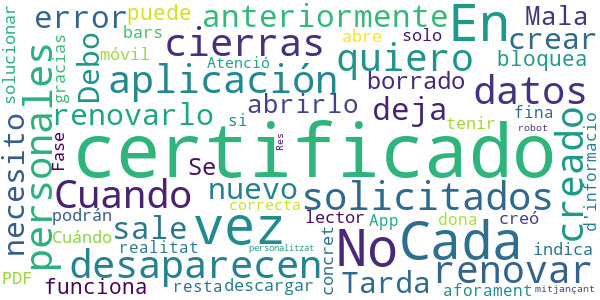 solucionar
error
puede
bars
anteriormente
abre
solo
En
Mala
crear
gracias
móvil
Debo
cierras
Atenció
quiero
bloquea
personales
aplicación
borrado
datos
renovarlo
abrirlo
deja
si
tenir
fina
necesito
Fase
certificado
Res
robot
creado
d'informacio
Cuando
Se
nuevo
solicitados
podrán
sale
vez
correcta
lector
App
dona
creó
No
Cada
Cuándo
realitat
personalitzat
concret
indica
desaparecen
renovar
PDF
funciona
resta
descargar
Tarda
aforament
mitjançant